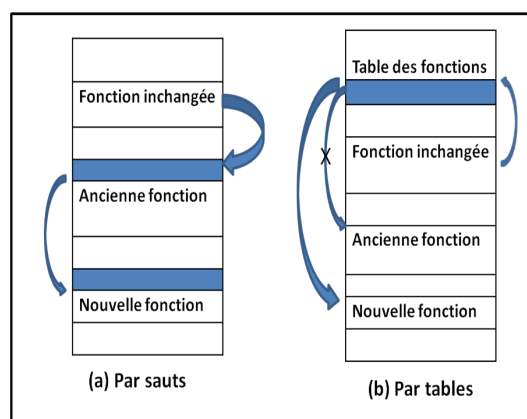 Fonction inchangée
Ancienne fonction
Nouvelle fonction
(a) Par sauts
Table des fonctions
X
Fonction inchangée
Ancienne fonction
Nouvelle fonction
(b) Par tables